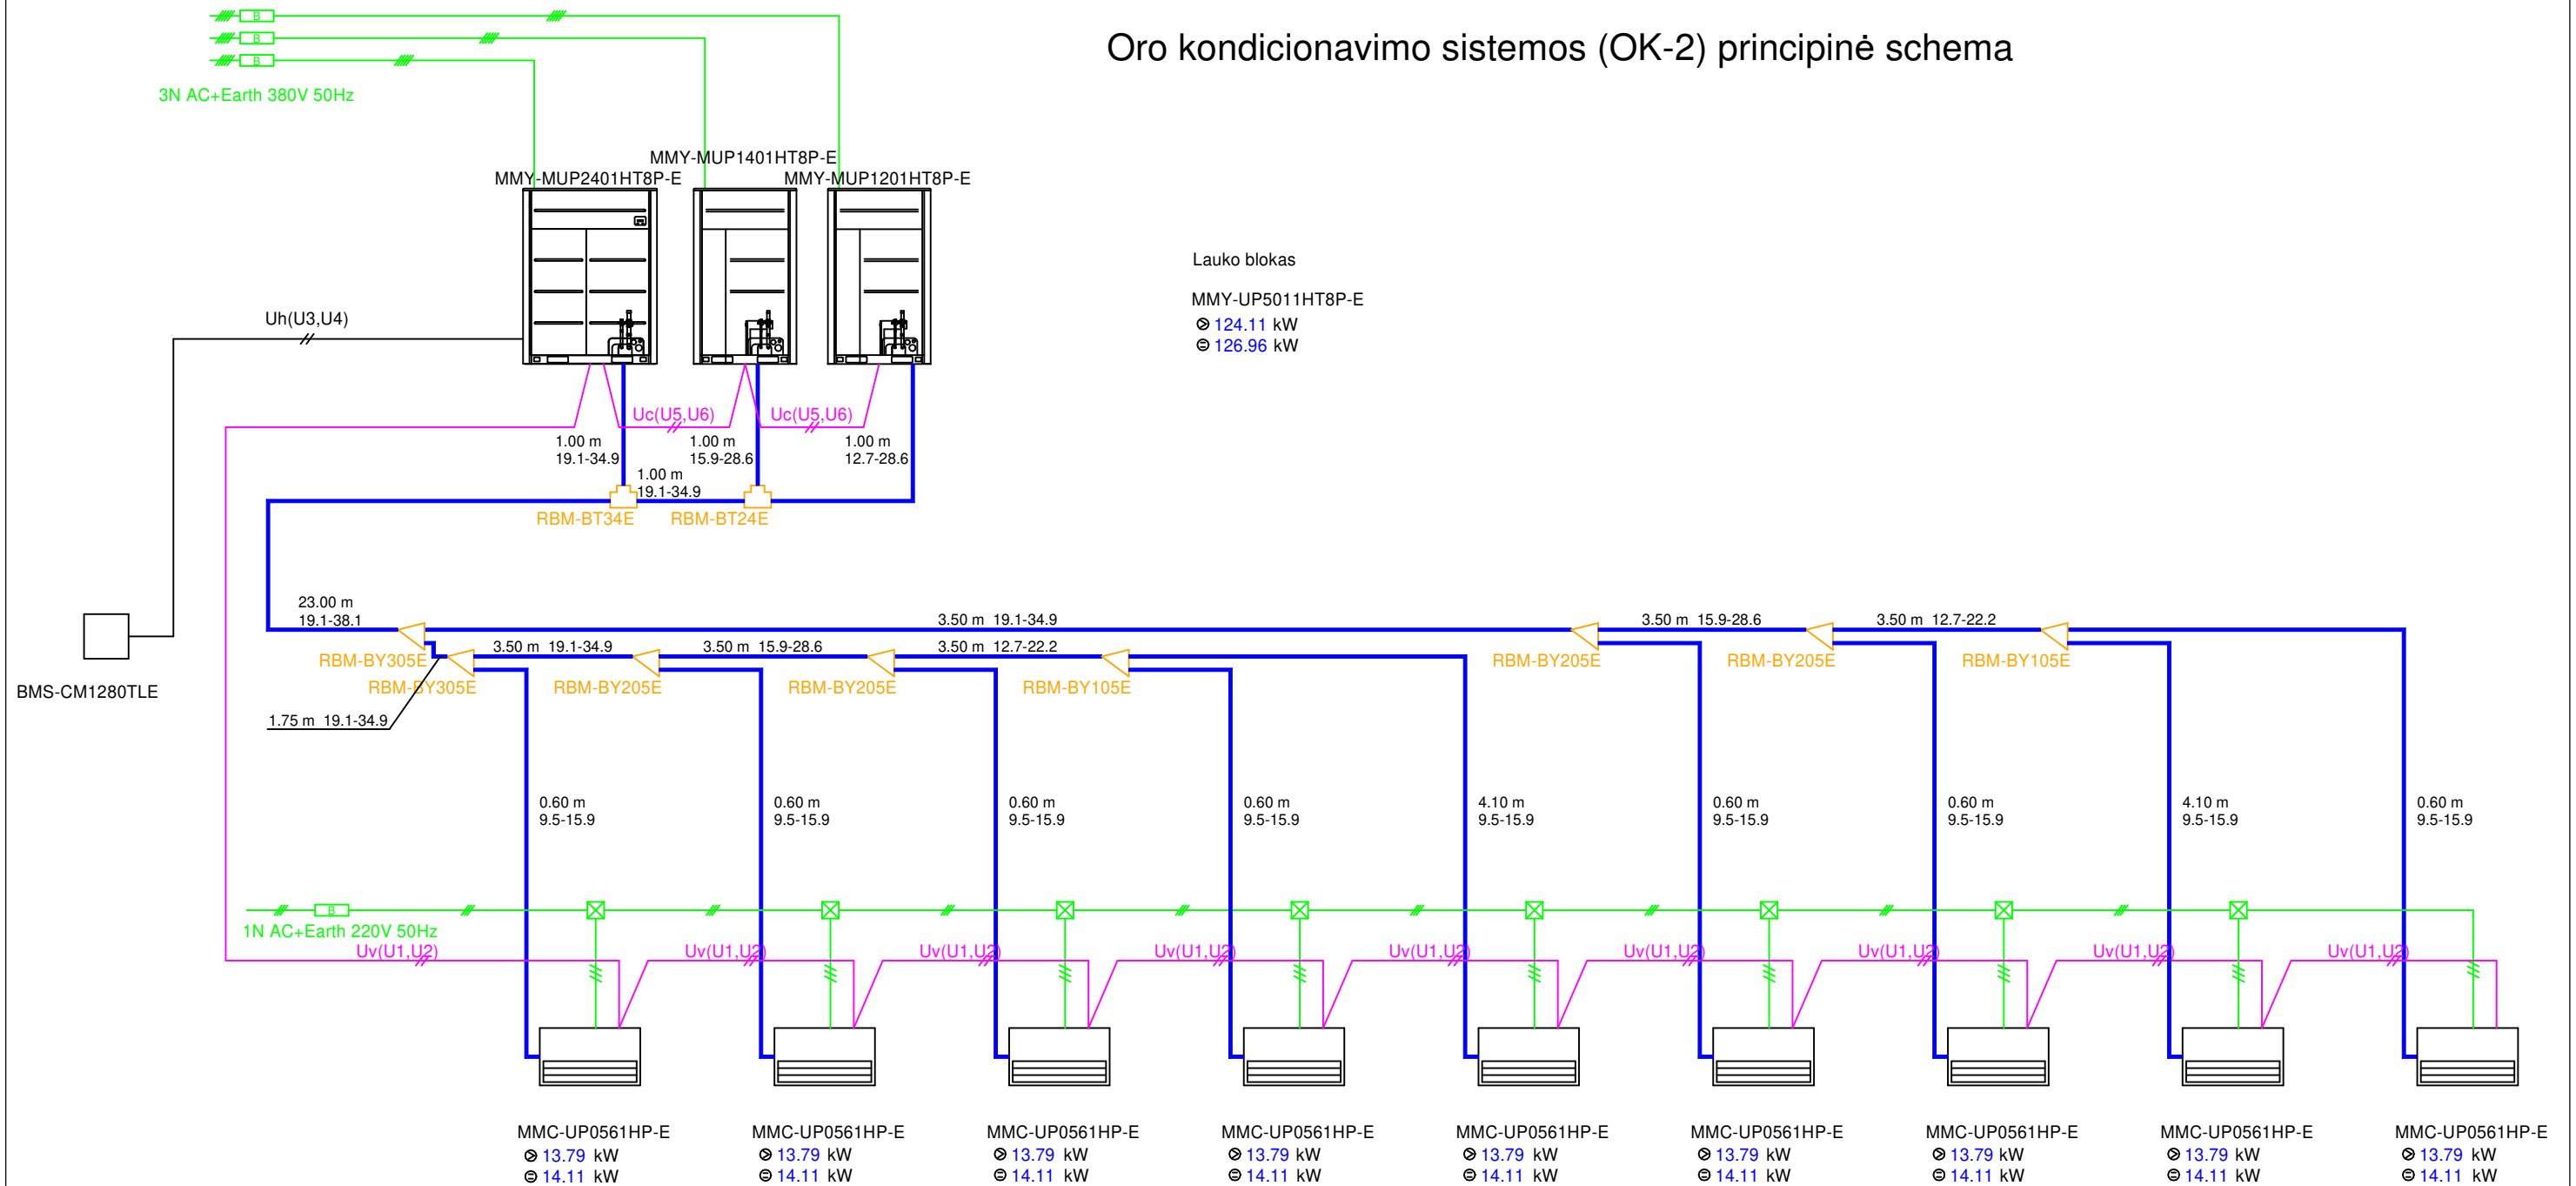 B
B
B
Oro kondicionavimo sistemos (OK-2) principinė schema
3N AC+Earth 380V 50Hz
MMY-MUP1401HT8P-E
MMY-MUP2401HT8P-E
MMY-MUP1201HT8P-E
Lauko blokas
MMY-UP5011HT8P-E
124.11 kW
126.96 kW
Uh(U3,U4)
Uc(U5,U6)
Uc(U5,U6)
1.00 m
19.1-34.9
1.00 m
15.9-28.6
1.00 m
12.7-28.6
1.00 m
19.1-34.9
RBM-BT34E
RBM-BT24E
23.00 m
19.1-38.1
3.50 m 19.1-34.9
3.50 m 15.9-28.6
3.50 m 12.7-22.2
3.50 m 19.1-34.9
3.50 m 15.9-28.6
3.50 m 12.7-22.2
RBM-BY305E
RBM-BY205E
RBM-BY205E
RBM-BY105E
RBM-BY305E
RBM-BY205E
RBM-BY205E
RBM-BY105E
BMS-CM1280TLE
1.75 m 19.1-34.9
0.60 m
9.5-15.9
0.60 m
9.5-15.9
0.60 m
9.5-15.9
0.60 m
9.5-15.9
4.10 m
9.5-15.9
0.60 m
9.5-15.9
0.60 m
9.5-15.9
4.10 m
9.5-15.9
0.60 m
9.5-15.9
B
1N AC+Earth 220V 50Hz
Uv(U1,U2)
Uv(U1,U2)
Uv(U1,U2)
Uv(U1,U2)
Uv(U1,U2)
Uv(U1,U2)
Uv(U1,U2)
Uv(U1,U2)
Uv(U1,U2)
MMC-UP0561HP-E
13.79 kW
14.11 kW
MMC-UP0561HP-E
13.79 kW
14.11 kW
MMC-UP0561HP-E
13.79 kW
14.11 kW
MMC-UP0561HP-E
13.79 kW
14.11 kW
MMC-UP0561HP-E
13.79 kW
14.11 kW
MMC-UP0561HP-E
13.79 kW
14.11 kW
MMC-UP0561HP-E
13.79 kW
14.11 kW
MMC-UP0561HP-E
13.79 kW
14.11 kW
MMC-UP0561HP-E
13.79 kW
14.11 kW